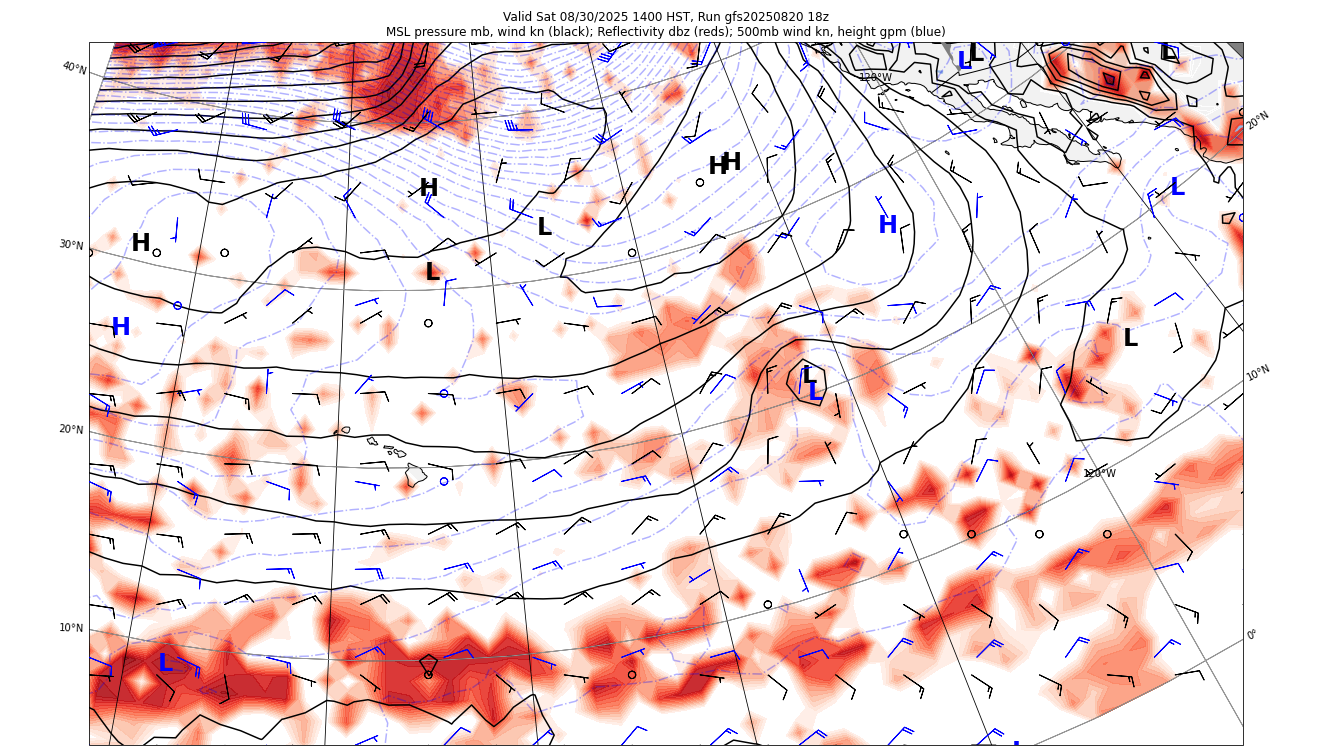 Valid Sat 08/30/2025 1400 HST, Run gfs20250820 18z
MSL pressure mb, wind kn (black); Reflectivity dbz (reds); 500mb wind kn, height gpm (blue)
L
L
L
40°N
120°W
20°N
H
H
H
L
H
L
H
30°N
L
H
L
L
L
10°N
20°N
120°W
10°N
0°
L